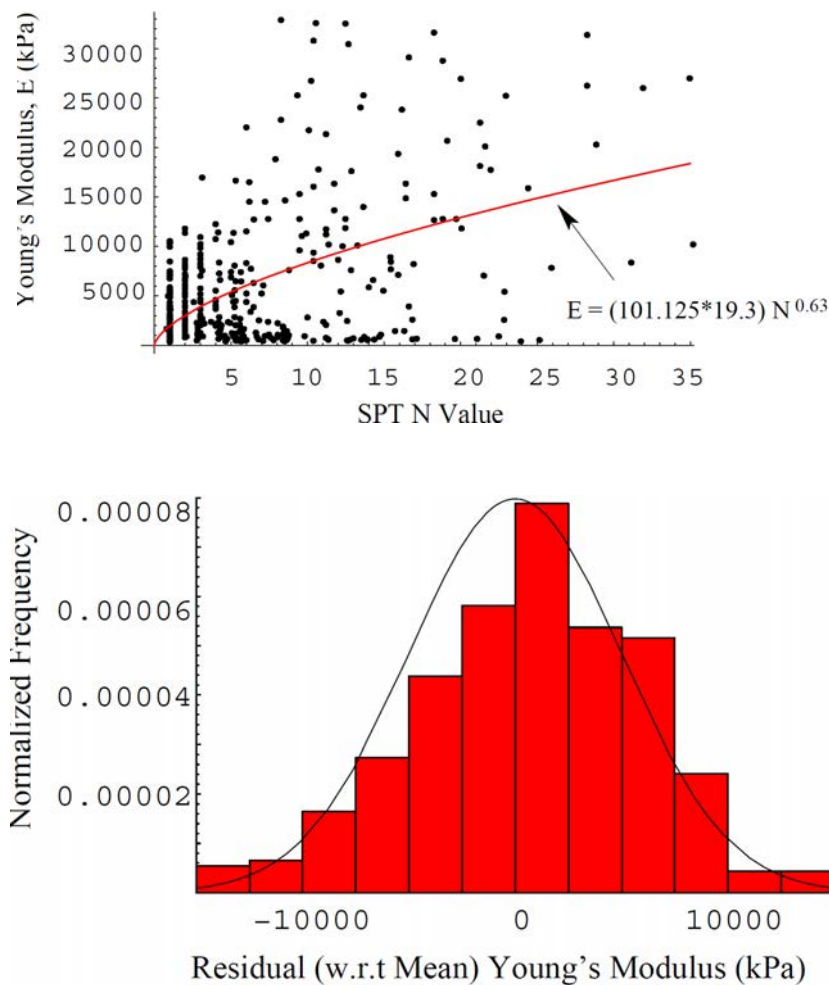 Young's Modulus, E (kPa)
30000
25000
20000
15000
10000
5000
E = (101.125*19.3) N^0.63
5 10 15 20 25 30 35
SPT N Value
Normalized Frequency
0.00008
0.00006
0.00004
0.00002
-10000 0 10000
Residual (w.r.t Mean) Young's Modulus (kPa)